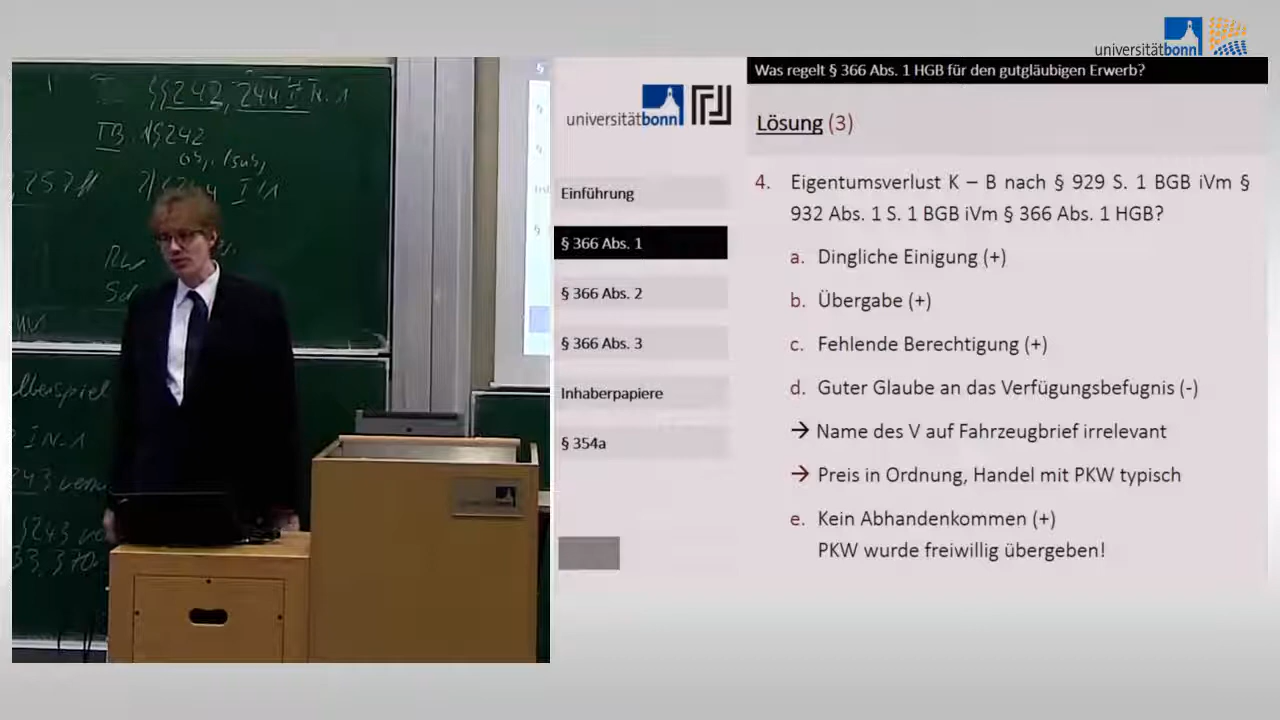 universitätbonn
§§242, 244 II N. 1
TB. §242
universitätbonn
Einführung
§ 366 Abs. 1
§ 366 Abs. 2
§ 366 Abs. 3
Inhaberpapiere
§ 354a
Was regelt § 366 Abs. 1 HGB für den gutgläubigen Erwerb?
Lösung (3)
4. Eigentumsverlust K – B nach § 929 S. 1 BGB iVm §
932 Abs. 1 S. 1 BGB iVm § 366 Abs. 1 HGB?
a. Dingliche Einigung (+)
b. Übergabe (+)
c. Fehlende Berechtigung (+)
d. Guter Glaube an das Verfügungsbefugnis (-)
→ Name des V auf Fahrzeugbrief irrelevant
→ Preis in Ordnung, Handel mit PKW typisch
e. Kein Abhandenkommen (+)
PKW wurde freiwillig übergeben!